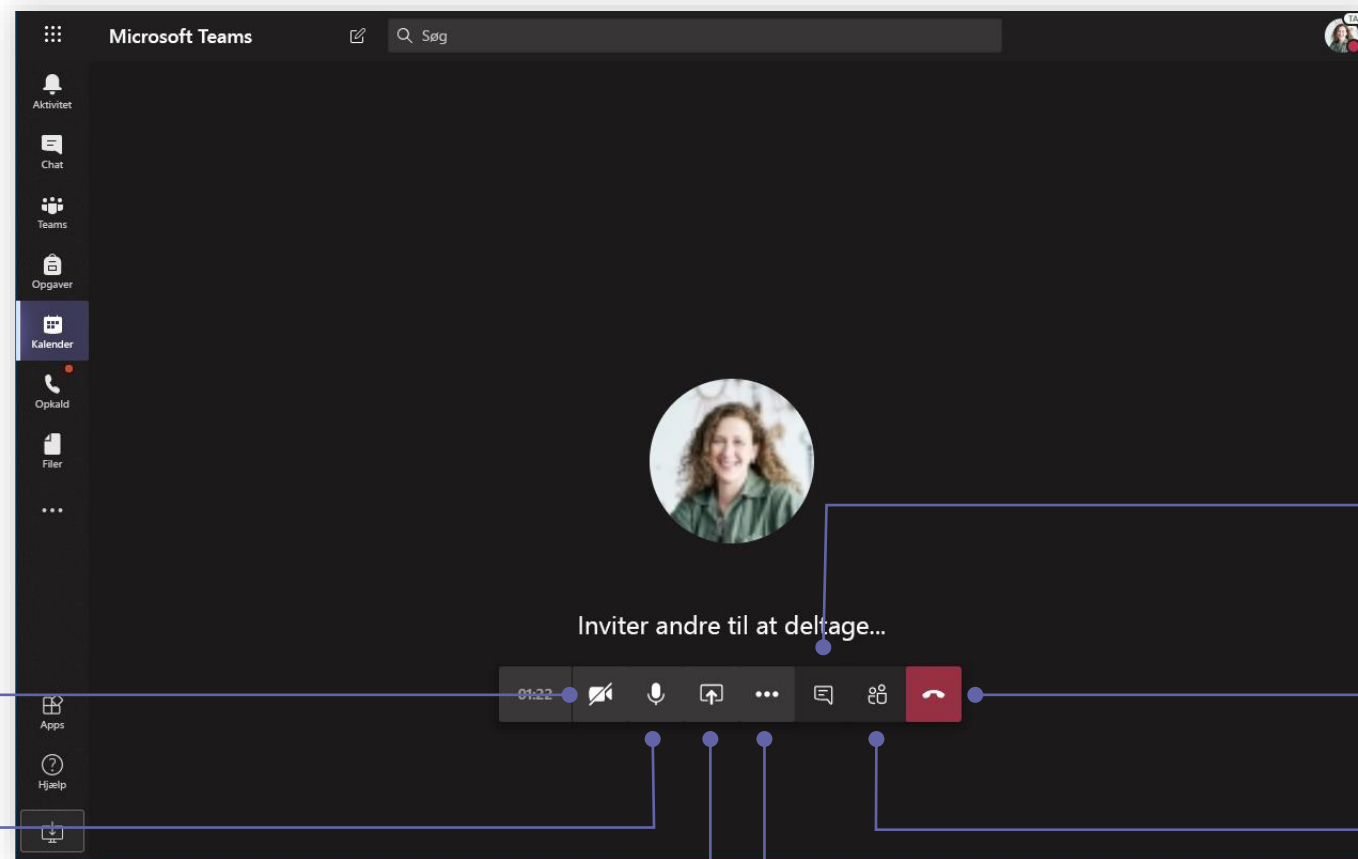 Microsoft Teams
Søg
TA
Aktivitet
Chat
Teams
Opgaver
Kalender
Opkald
Filer
Inviter andre til at deltage...
01:22
Apps
Hjælp